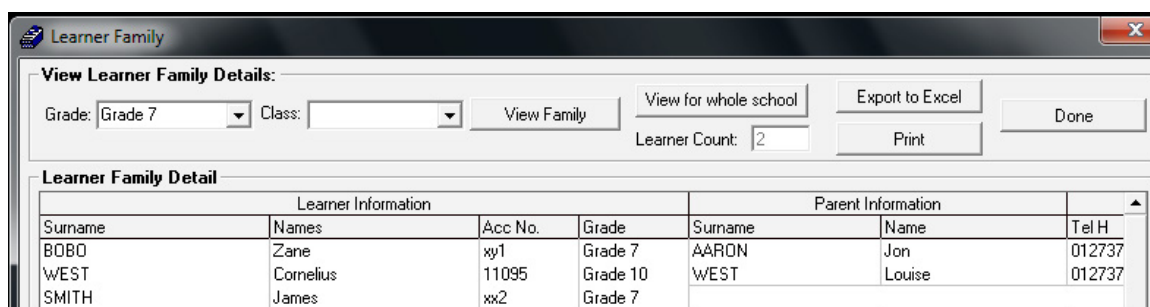 Learner Family
View Learner Family Details:
Grade: Grade 7 Class: View Family View for whole school Export to Excel Done
Learner Count: 2 Print
Learner Family Detail
Learner Information Parent Information
Surname Names Acc No. Grade Surname Name Tel H
BOBO Zane xy1 Grade 7 AARON Jon 012737
WEST Cornelius 11095 Grade 10 WEST Louise 012737
SMITH James xx2 Grade 7